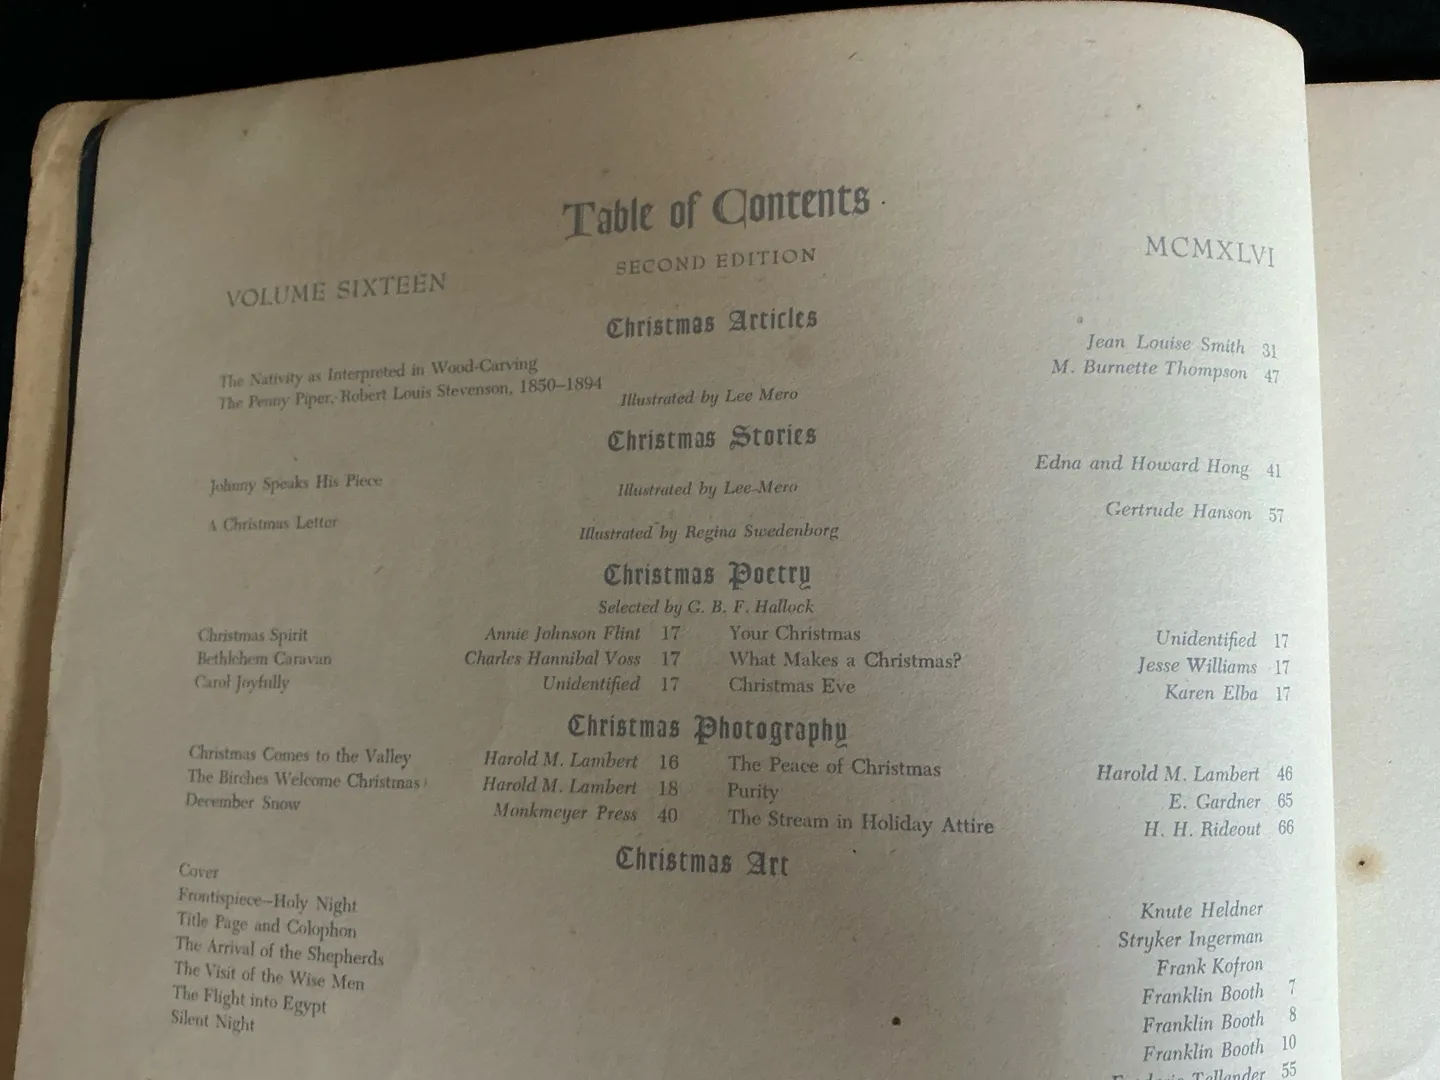 Table of Contents
VOLUME SIXTEEN SECOND EDITION MCMXLVI
Christmas Articles
The Nativity as Interpreted in Wood-Carving Jean Louise Smith 31
The Penny Piper, Robert Louis Stevenson, 1850–1894 M. Burnette Thompson 47
Illustrated by Lee Mero
Christmas Stories
Johnny Speaks His Piece Edna and Howard Hong 41
Illustrated by Lee Mero
A Christmas Letter Gertrude Hanson 57
Illustrated by Regina Swedenborg
Christmas Poetry
Selected by G. B. F. Hallock
Christmas Spirit Annie Johnson Flint 17 Your Christmas Unidentified 17
Bethlehem Caravan Charles Hannibal Voss 17 What Makes a Christmas? Jesse Williams 17
Carol Joyfully Unidentified 17 Christmas Eve Karen Elba 17
Christmas Photography
Christmas Comes to the Valley Harold M. Lambert 16 The Peace of Christmas Harold M. Lambert 46
The Birches Welcome Christmas Harold M. Lambert 18 Purity E. Gardner 65
December Snow Monkmeyer Press 40 The Stream in Holiday Attire H. H. Rideout 66
Christmas Art
Cover Knute Heldner
Frontispiece—Holy Night Stryker Ingerman
Title Page and Colophon Frank Kofron
The Arrival of the Shepherds Franklin Booth 7
The Visit of the Wise Men Franklin Booth 8
The Flight into Egypt Franklin Booth 10
Silent Night Tellander 55